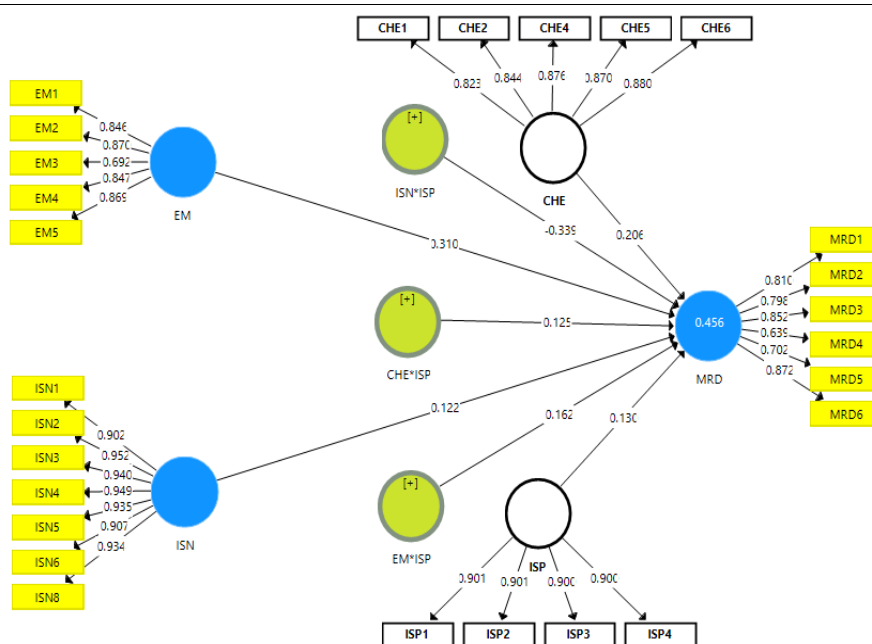 CHE1 CHE2 CHE4 CHE5 CHE6
0.823 0.844 0.876 0.870 0.880
EM1
EM2
EM3
EM4
EM5
0.846
0.870
0.692
0.847
0.869
EM
[+]
ISN*ISP
CHE
-0.339
0.206
0.310
[+]
CHE*ISP
0.125
0.456
MRD
0.810
0.798
0.852
0.639
0.702
0.872
MRD1
MRD2
MRD3
MRD4
MRD5
MRD6
ISN1
ISN2
ISN3
ISN4
ISN5
ISN6
ISN8
0.902
0.952
0.940
0.949
0.935
0.907
0.934
ISN
0.122
0.162
0.130
[+]
EM*ISP
ISP
0.901 0.901 0.900 0.900
ISP1 ISP2 ISP3 ISP4